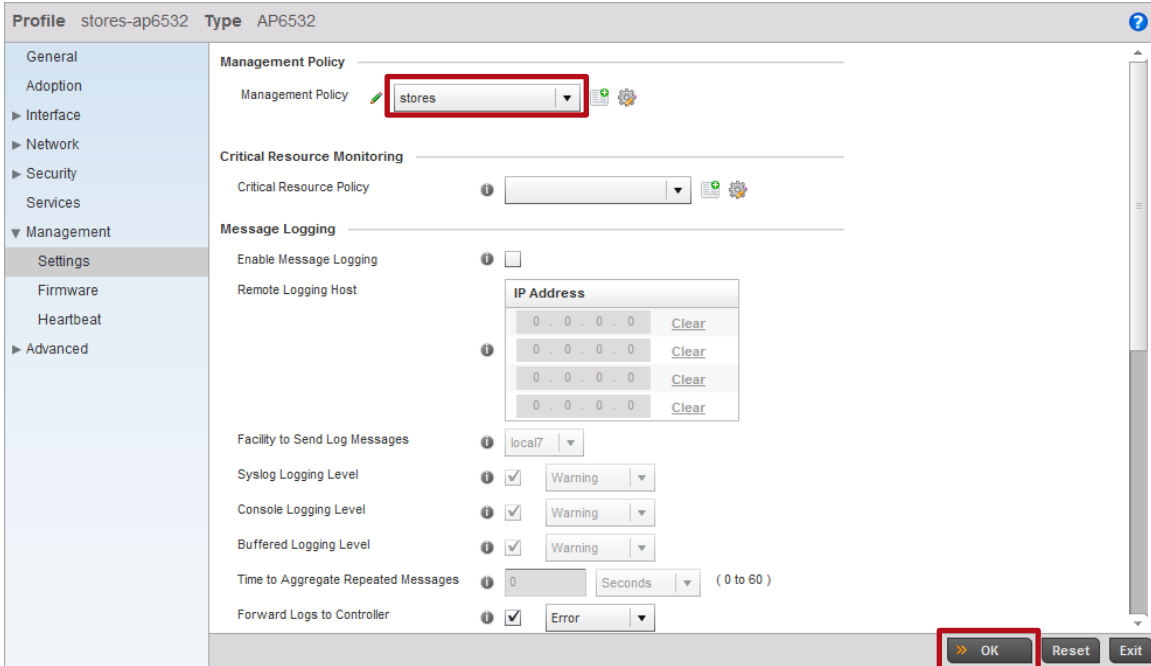 Profile stores-ap6532 Type AP6532
General
Adoption
Interface
Network
Security
Services
Management
Settings
Firmware
Heartbeat
Advanced
Management Policy
Management Policy stores
Critical Resource Monitoring
Critical Resource Policy
Message Logging
Enable Message Logging
Remote Logging Host
IP Address
0 . 0 . 0 . 0 Clear
0 . 0 . 0 . 0 Clear
0 . 0 . 0 . 0 Clear
0 . 0 . 0 . 0 Clear
Facility to Send Log Messages local7
Syslog Logging Level Warning
Console Logging Level Warning
Buffered Logging Level Warning
Time to Aggregate Repeated Messages 0 Seconds ( 0 to 60 )
Forward Logs to Controller Error
» OK Reset Exit